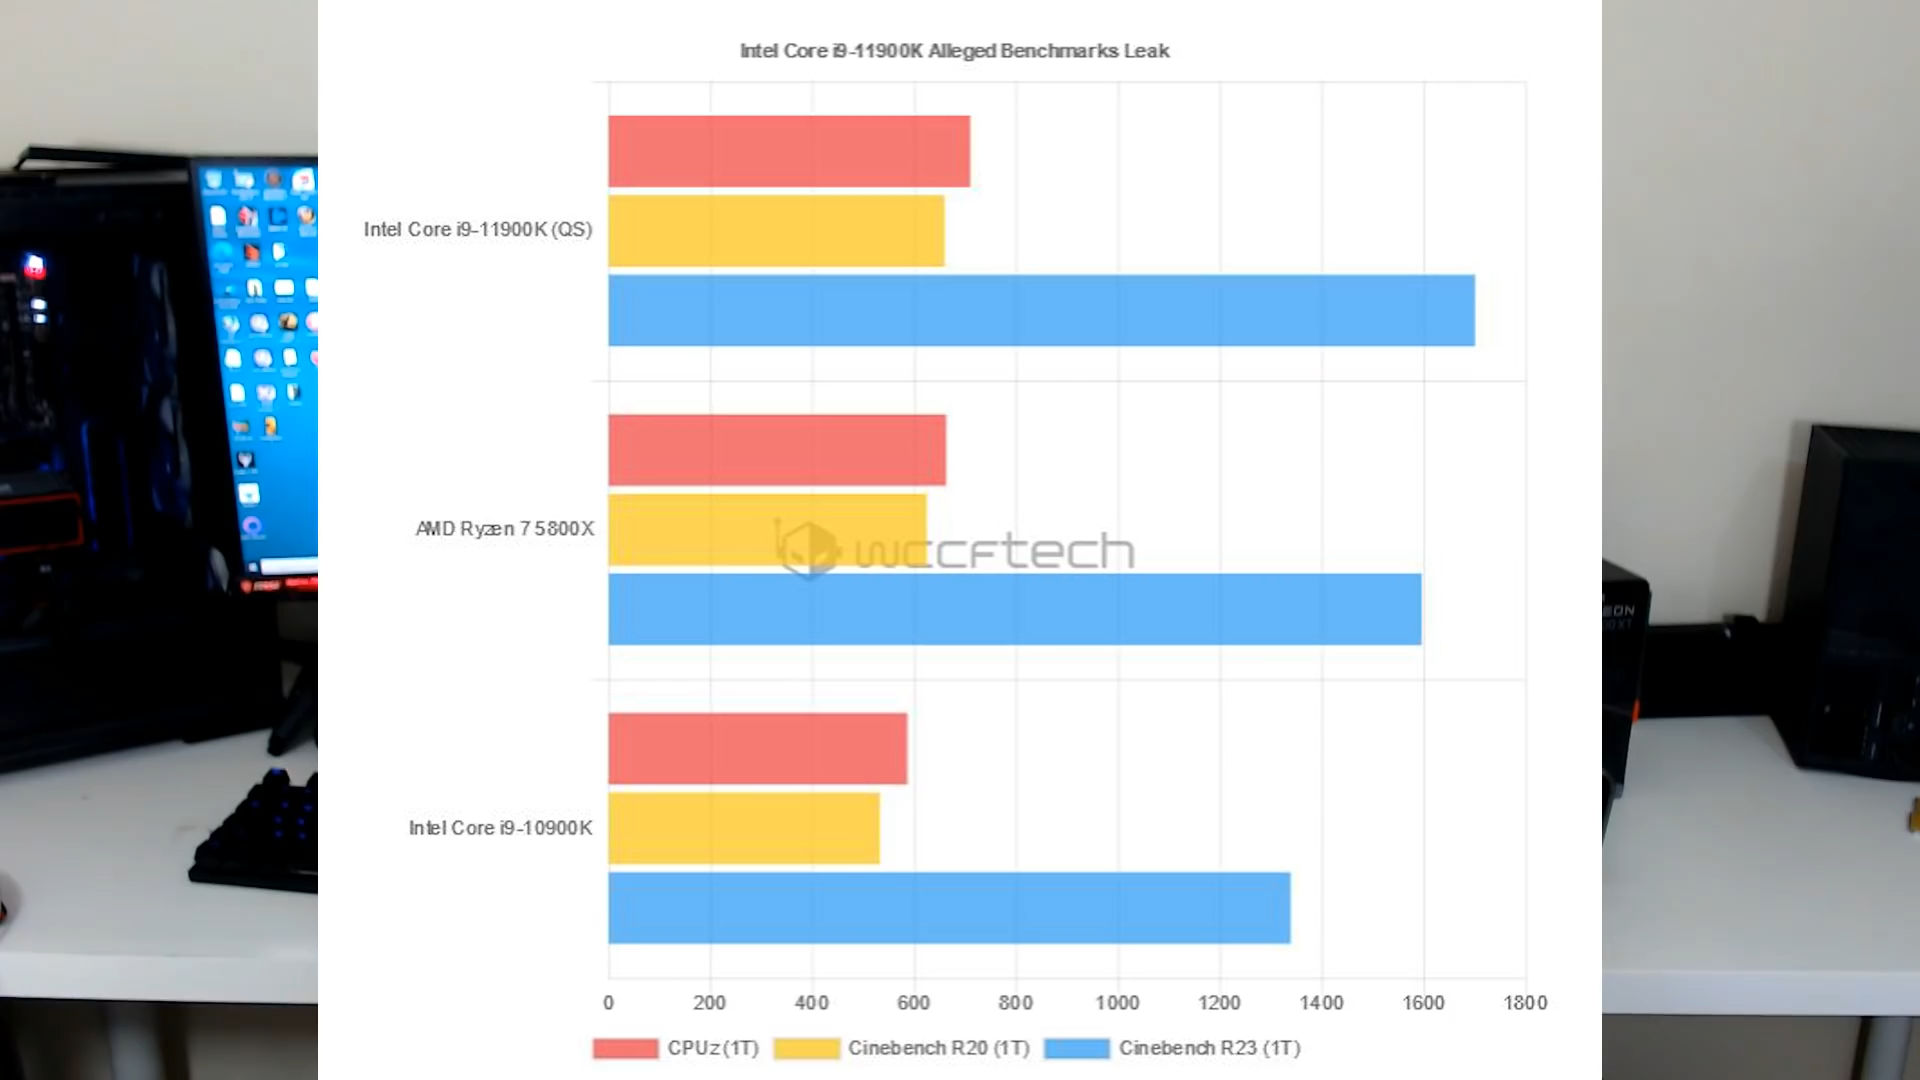 Intel Core i9-11900K Alleged Benchmarks Leak
Intel Core i9-11900K (QS)
AMD Ryzen 7 5800X
wccftech
Intel Core i9-10900K
0 200 400 600 800 1000 1200 1400 1600 1800
CPUz (1T) Cinebench R20 (1T) Cinebench R23 (1T)